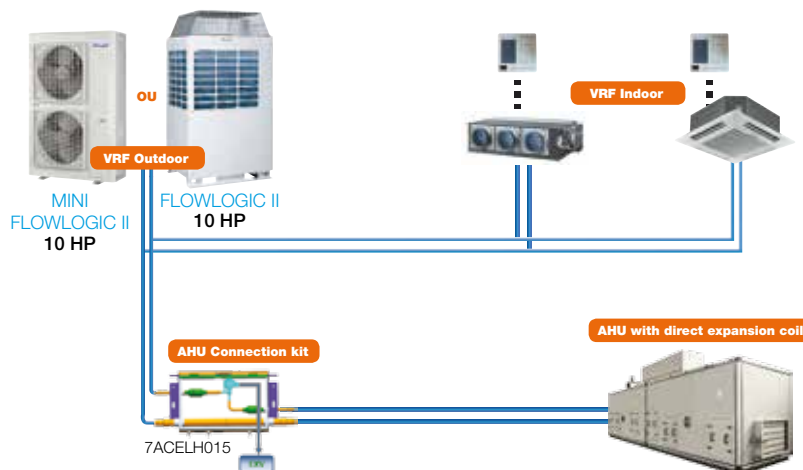 OU
VRF Outdoor
MINI
FLOWLOGIC II
10 HP
FLOWLOGIC II
10 HP
VRF Indoor
AHU Connection kit
7ACELH015
AHU with direct expansion coil